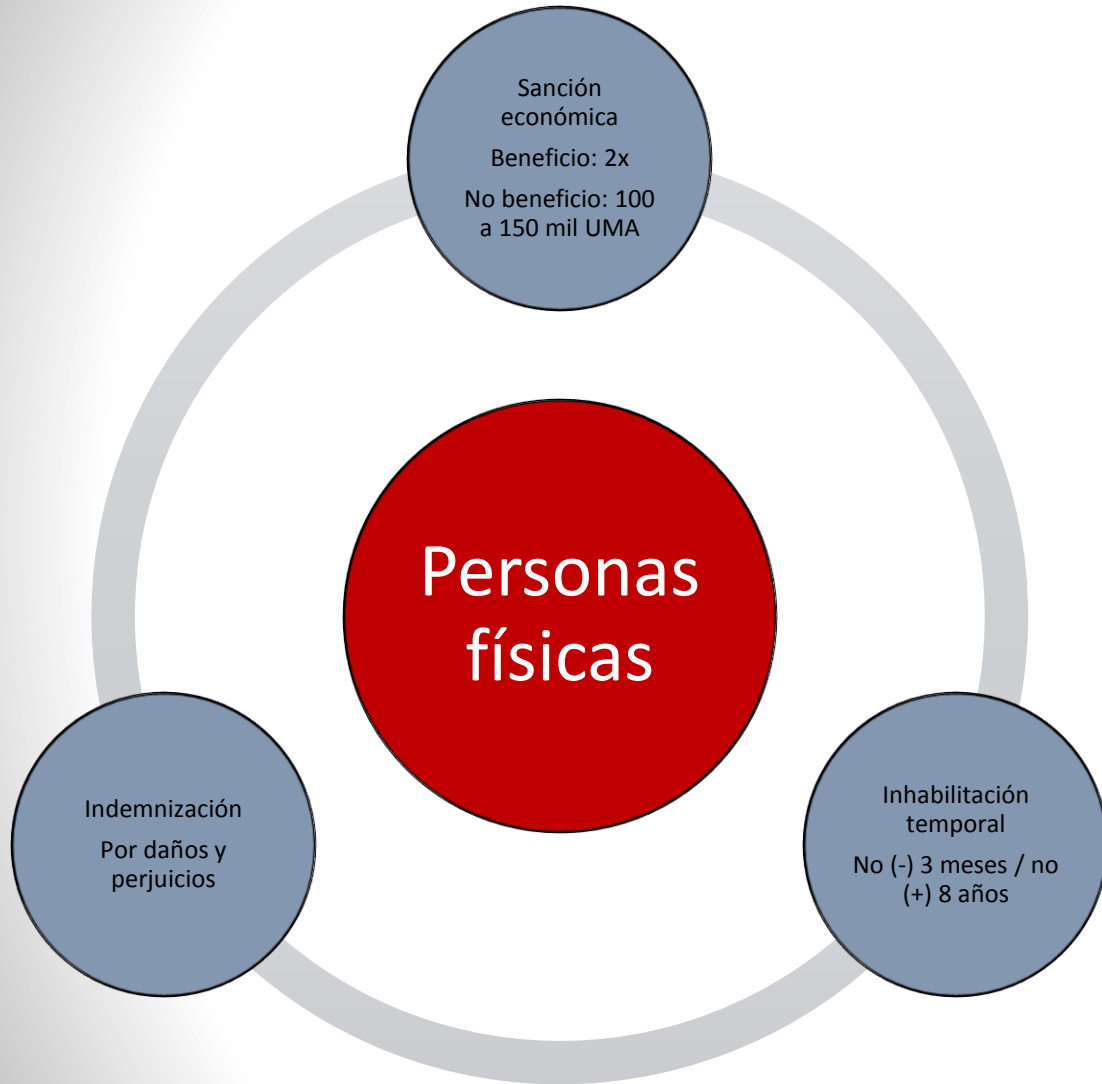 Sanción
económica
Beneficio: 2x
No beneficio: 100
a 150 mil UMA
Personas
físicas
Indemnización
Por daños y
perjuicios
Inhabilitación
temporal
No (-) 3 meses / no
(+) 8 años